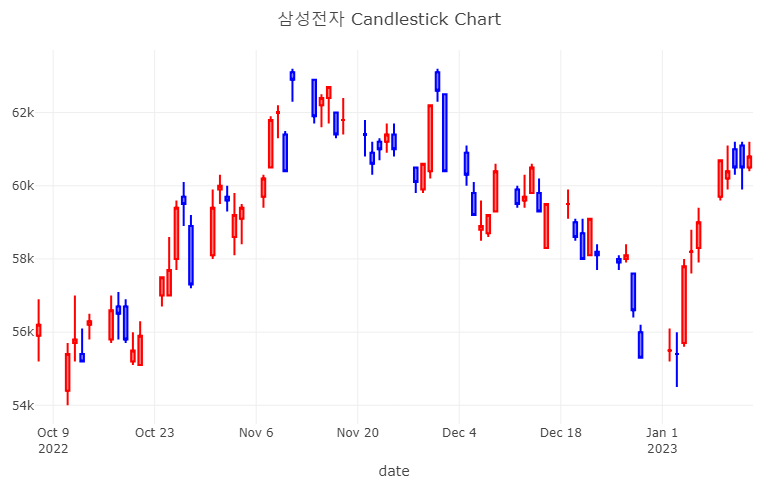 삼성전자 Candlestick Chart
62k
60k
58k
56k
54k
Oct 9
2022
Oct 23
Nov 6
Nov 20
Dec 4
Dec 18
Jan 1
2023
date